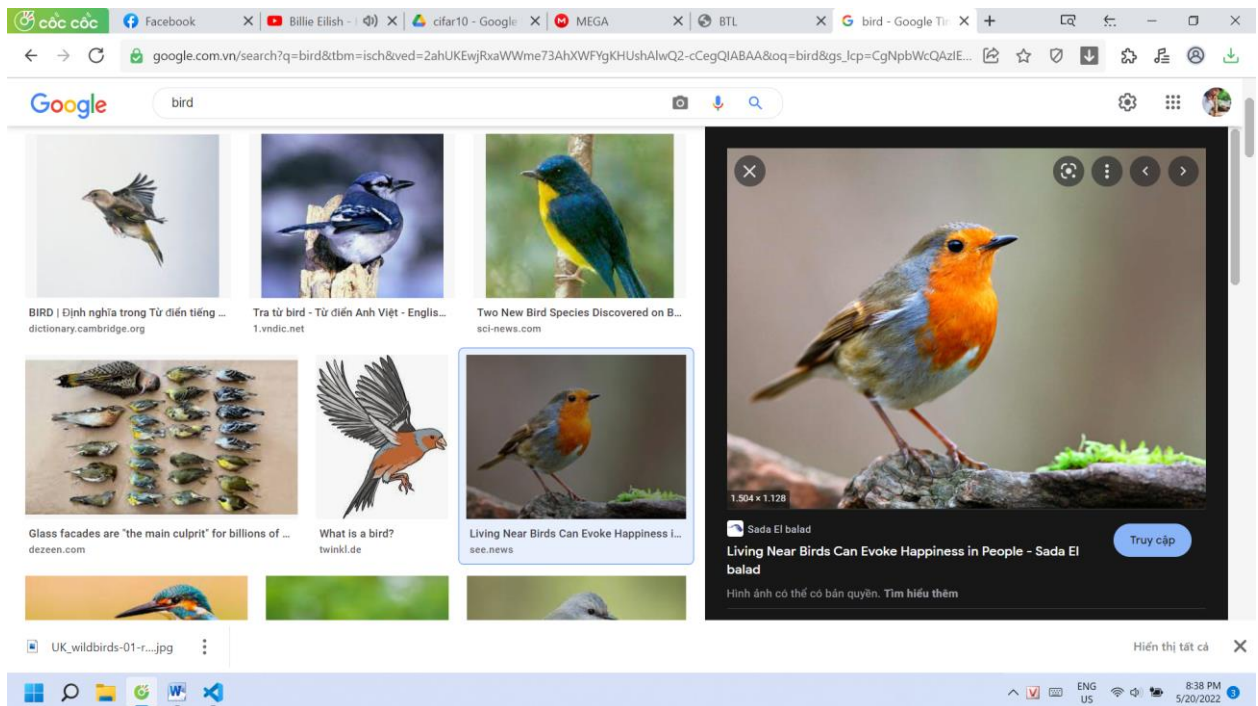 cốc cốc
Facebook
Billie Eilish -
cifar10 - Google
MEGA
BTL
G bird - Google Tìm
google.com.vn/search?q=bird&tbm=isch&ved=2ahUKEwjRxaWWme73AhXWFYgKHUshAlwQ2-cCegQIABAA&oq=bird&gs_lcp=CgNpbWcQAzIE...
Google
bird
BIRD | Định nghĩa trong Từ điển tiếng ...
dictionary.cambridge.org
Tra từ bird - Từ điển Anh Việt - Englis...
1.vndic.net
Two New Bird Species Discovered on B...
sci-news.com
Glass facades are "the main culprit" for billions of ...
dezeen.com
What is a bird?
twinkl.de
Living Near Birds Can Evoke Happiness i...
see.news
1.504 × 1.128
Sada El balad
Living Near Birds Can Evoke Happiness in People - Sada El
balad
Truy cập
Hình ảnh có thể có bản quyền. Tìm hiểu thêm
UK_wildbirds-01-r....jpg
Hiển thị tất cả
V
ENG
US
8:38 PM
5/20/2022
3